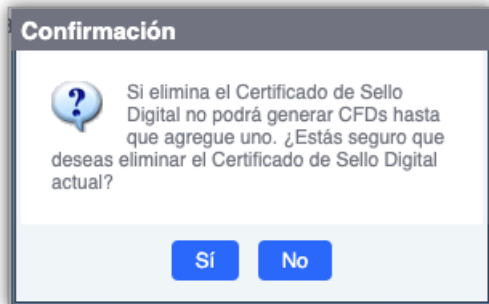 Confirmación
Si elimina el Certificado de Sello
Digital no podrá generar CFDs hasta
que agregue uno. ¿Estás seguro que
deseas eliminar el Certificado de Sello Digital
actual?
Sí
No